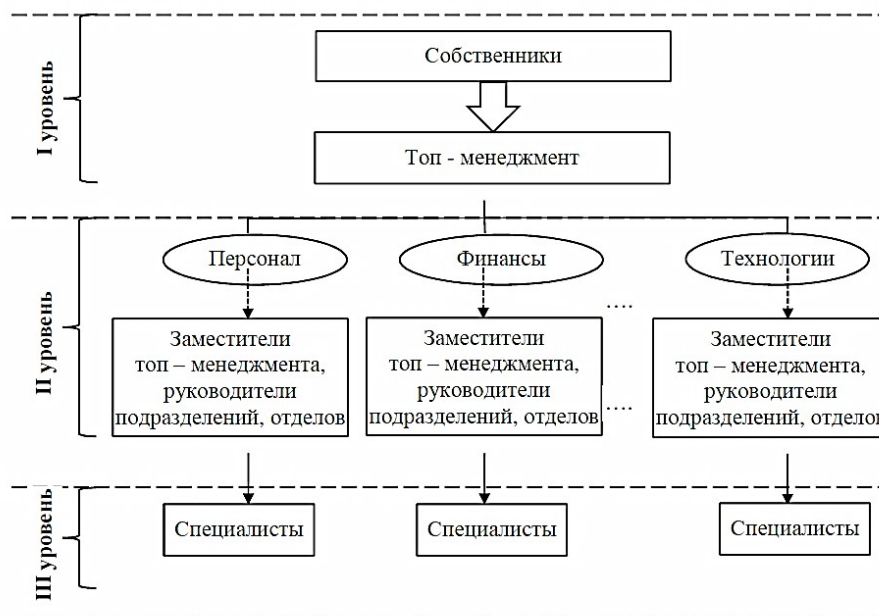 I уровень
Собственники
Топ - менеджмент
II уровень
Персонал
Финансы
Технологии
....
Заместители
топ – менеджмента,
руководители
подразделений, отделов
Заместители
топ – менеджмента,
руководители
подразделений, отделов
....
Заместители
топ – менеджмента,
руководители
подразделений, отделов
III уровень
Специалисты
Специалисты
Специалисты